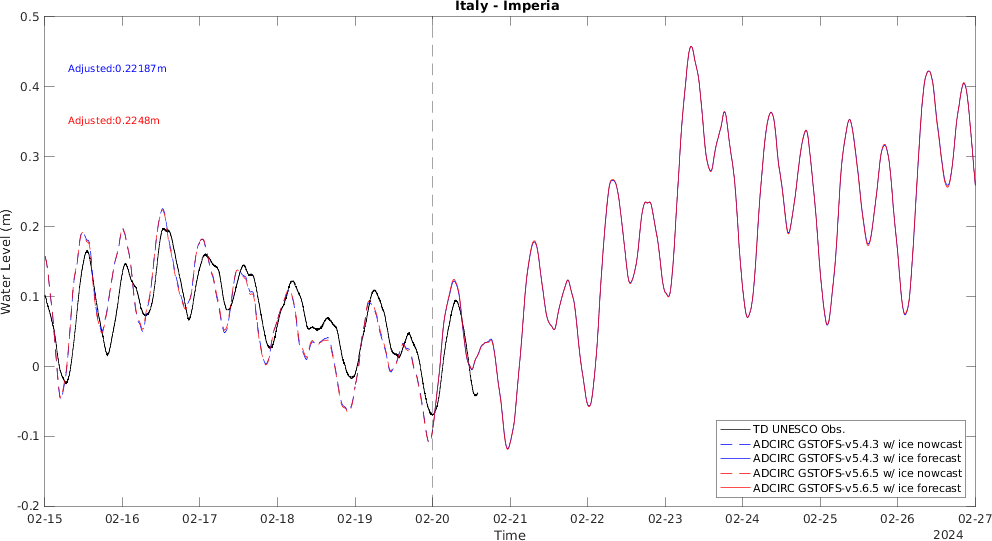 Italy - Imperia
0.5
Adjusted:0.22187m
0.4
Adjusted:0.2248m
0.3
0.2
0.1
0
-0.1
-0.2
Water Level (m)
TD UNESCO Obs.
ADCIRC GSTOFS-v5.4.3 w/ ice nowcast
ADCIRC GSTOFS-v5.4.3 w/ ice forecast
ADCIRC GSTOFS-v5.6.5 w/ ice nowcast
ADCIRC GSTOFS-v5.6.5 w/ ice forecast
02-15 02-16 02-17 02-18 02-19 02-20 02-21 02-22 02-23 02-24 02-25 02-26 02-27
Time
2024